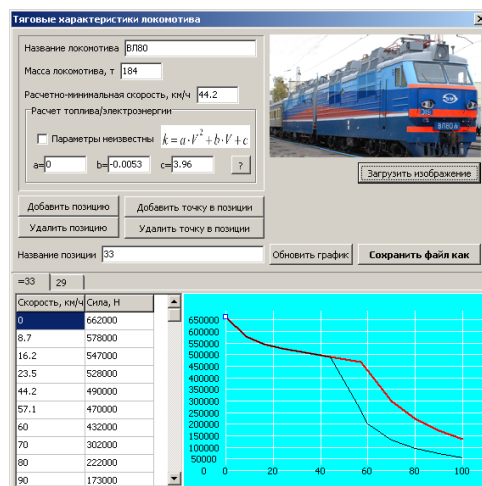 Тяговые характеристики локомотива
Название локомотива ВЛ80
Масса локомотива, т 184
Расчетно-минимальная скорость, км/ч 44.2
Расчет топлива/электроэнергии
Параметры неизвестны k=a·V²+b·V+c
a= 0 b= -0.0053 c= 3.96 ?
Загрузить изображение
Добавить позицию Добавить точку в позиции
Удалить позицию Удалить точку в позиции
Название позиции 33 Обновить график Сохранить файл как
=33 29
Скорость, км/ч Сила, Н
0 662000
8.7 578000
16.2 547000
23.5 528000
44.2 490000
57.1 470000
60 432000
70 302000
80 222000
90 173000
650000
600000
550000
500000
450000
400000
350000
300000
250000
200000
150000
100000
50000
0 0 20 40 60 80 100